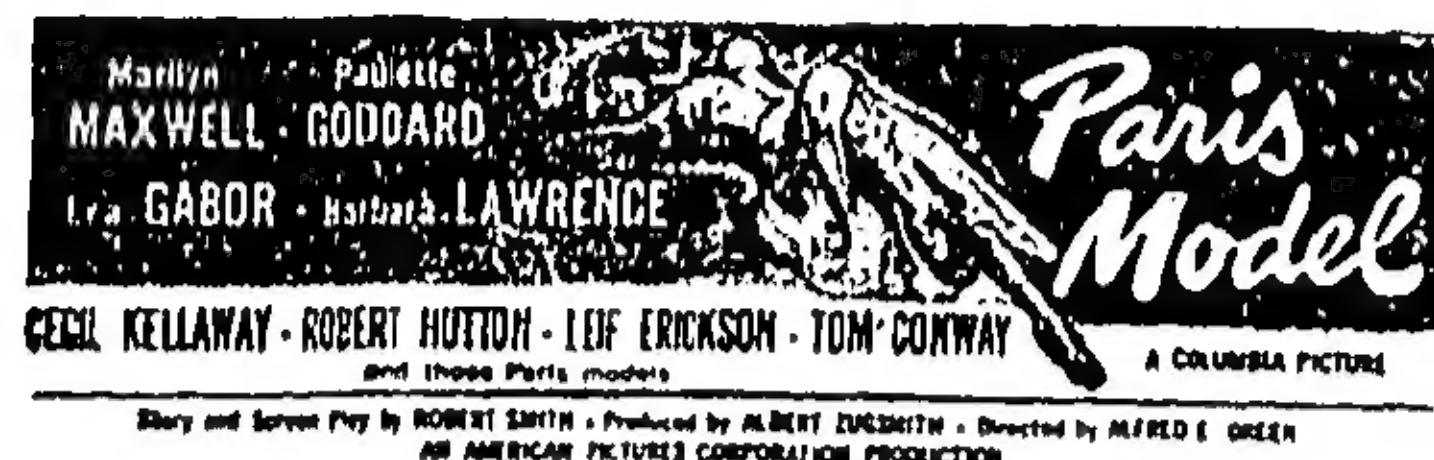 Marilyn MAXWELL · Paulette GODDARD
Eva GABOR · Barbara LAWRENCE
Paris
Model
CECIL KELLAWAY · ROBERT HUTTON · LEIF ERICKSON · TOM CONWAY
and those Paris models
A COLUMBIA PICTURE
Story and Screen Play by ROBERT SMITH · Produced by ALBERT ZUGSMITH · Directed by ALFRED E. GREEN
AN AMERICAN PICTURES CORPORATION PRODUCTION